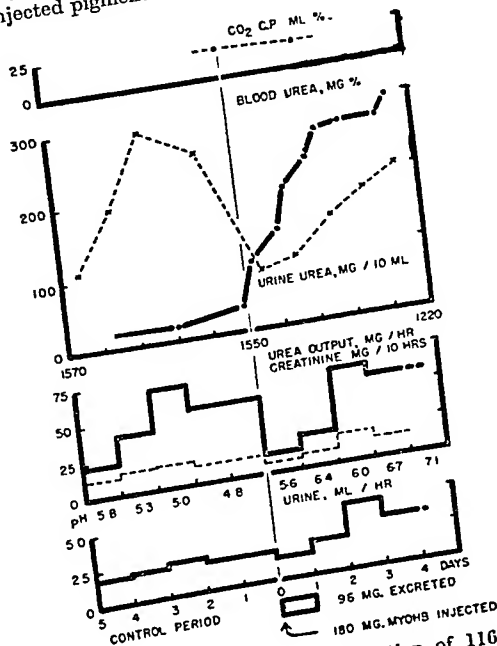 njected pigmen
CO2 C.P ML %.
25
0
BLOOD UREA, MG %
300
200
100
0
URINE UREA, MG / 10 ML
1570
1550
1220
UREA OUTPUT, MG / HR
CREATININE MG / 10 HRS
75
50
25
0
pH 5 8 5 3 5 0 4 8 5 6 6 4 6 0 6 7 7 1
URINE, ML / HR
50
25
0
5 4 3 2 1 0 1 2 3 4 DAYS
CONTROL PERIOD
96 MG. EXCRETED
180 MG. MYOHB INJECTED
of 116